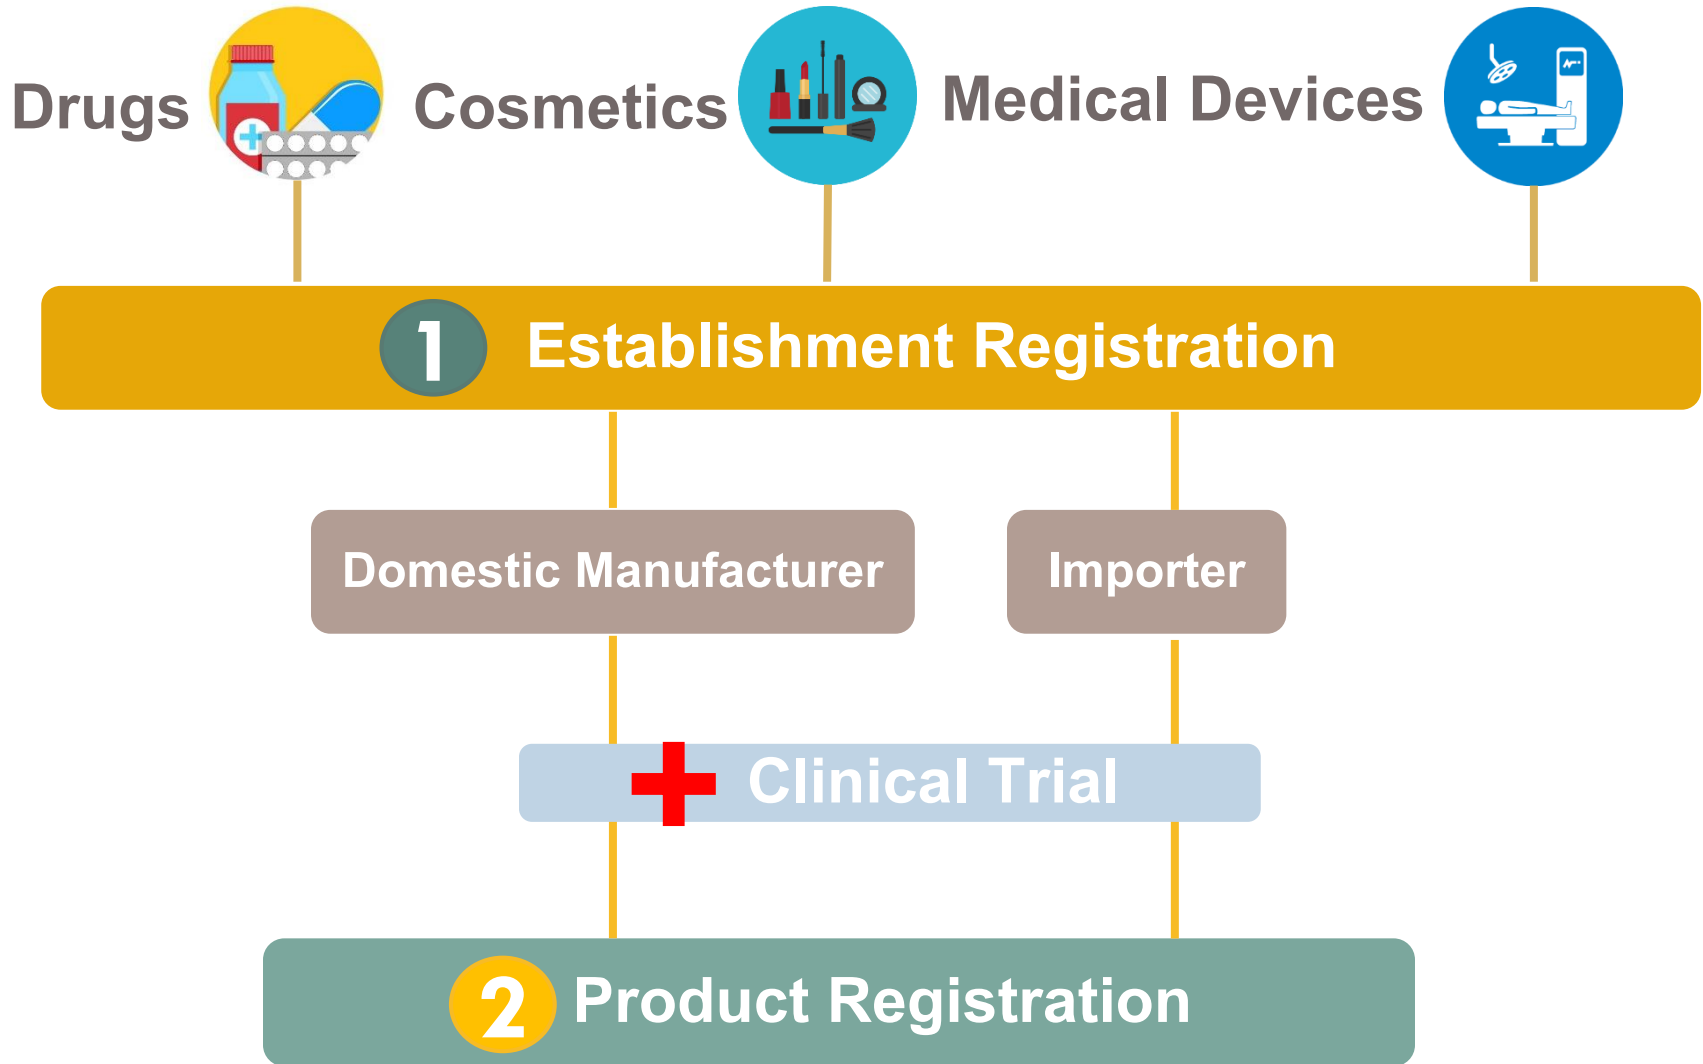 Drugs
Cosmetics
Medical Devices
1 Establishment Registration
Domestic Manufacturer
Importer
Clinical Trial
2 Product Registration